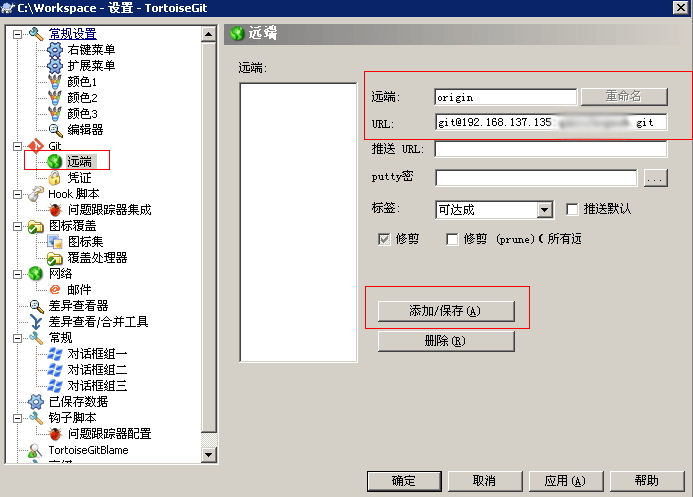 C:\Workspace - 设置 - TortoiseGit
常规设置
右键菜单
扩展菜单
颜色1
颜色2
颜色3
编辑器
Git
远端
凭证
Hook 脚本
问题跟踪器集成
图标覆盖
图标集
覆盖处理器
网络
邮件
差异查看器
差异查看/合并工具
常规
对话框组一
对话框组二
对话框组三
已保存数据
钩子脚本
问题跟踪器配置
TortoiseGitBlame
远端
远端:
远端: origin 重命名
URL: git@192.168.137.135: .git
推送 URL:
putty密 ...
标签: 可达成 推送默认
修剪 修剪 (prune)(所有远
添加/保存(A)
删除(R)
确定 取消 应用(A) 帮助